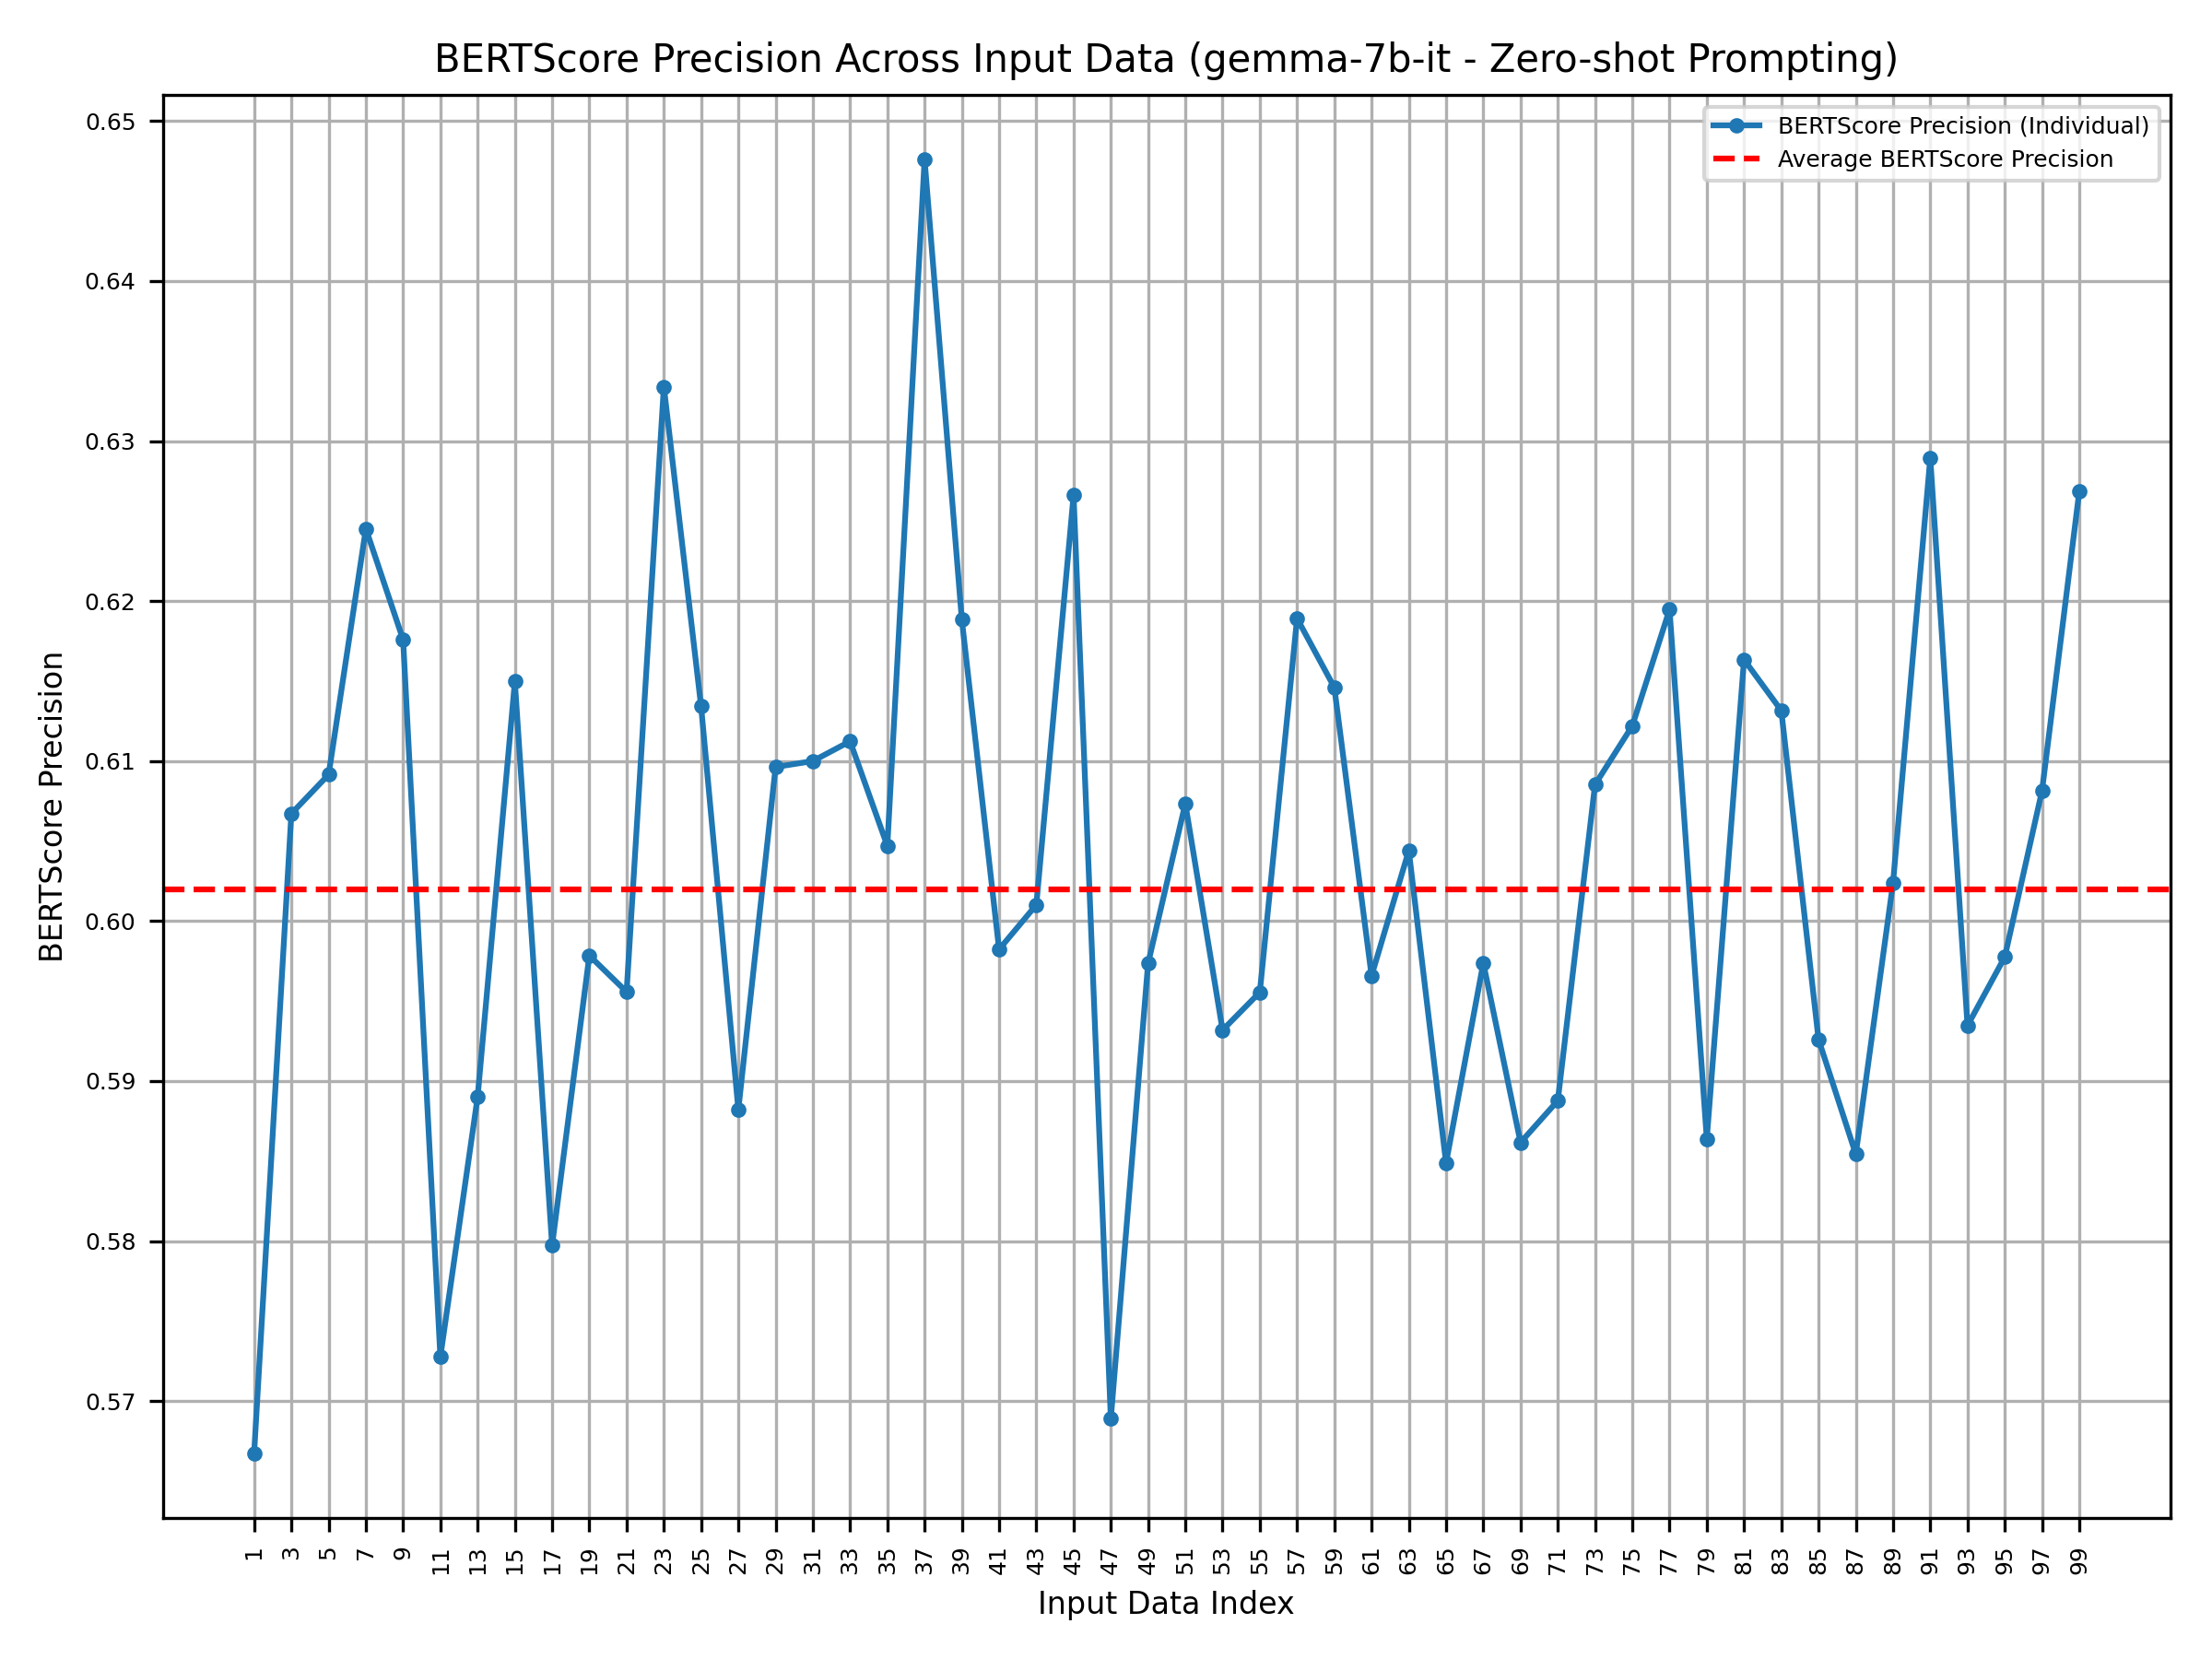 BERTScore Precision Across Input Data (gemma-7b-it - Zero-shot Prompting)
BERTScore Precision (Individual)
Average BERTScore Precision
BERTScore Precision
0.65
0.64
0.63
0.62
0.61
0.60
0.59
0.58
0.57
1 3 5 7 9 11 13 15 17 19 21 23 25 27 29 31 33 35 37 39 41 43 45 47 49 51 53 55 57 59 61 63 65 67 69 71 73 75 77 79 81 83 85 87 89 91 93 95 97 99
Input Data Index